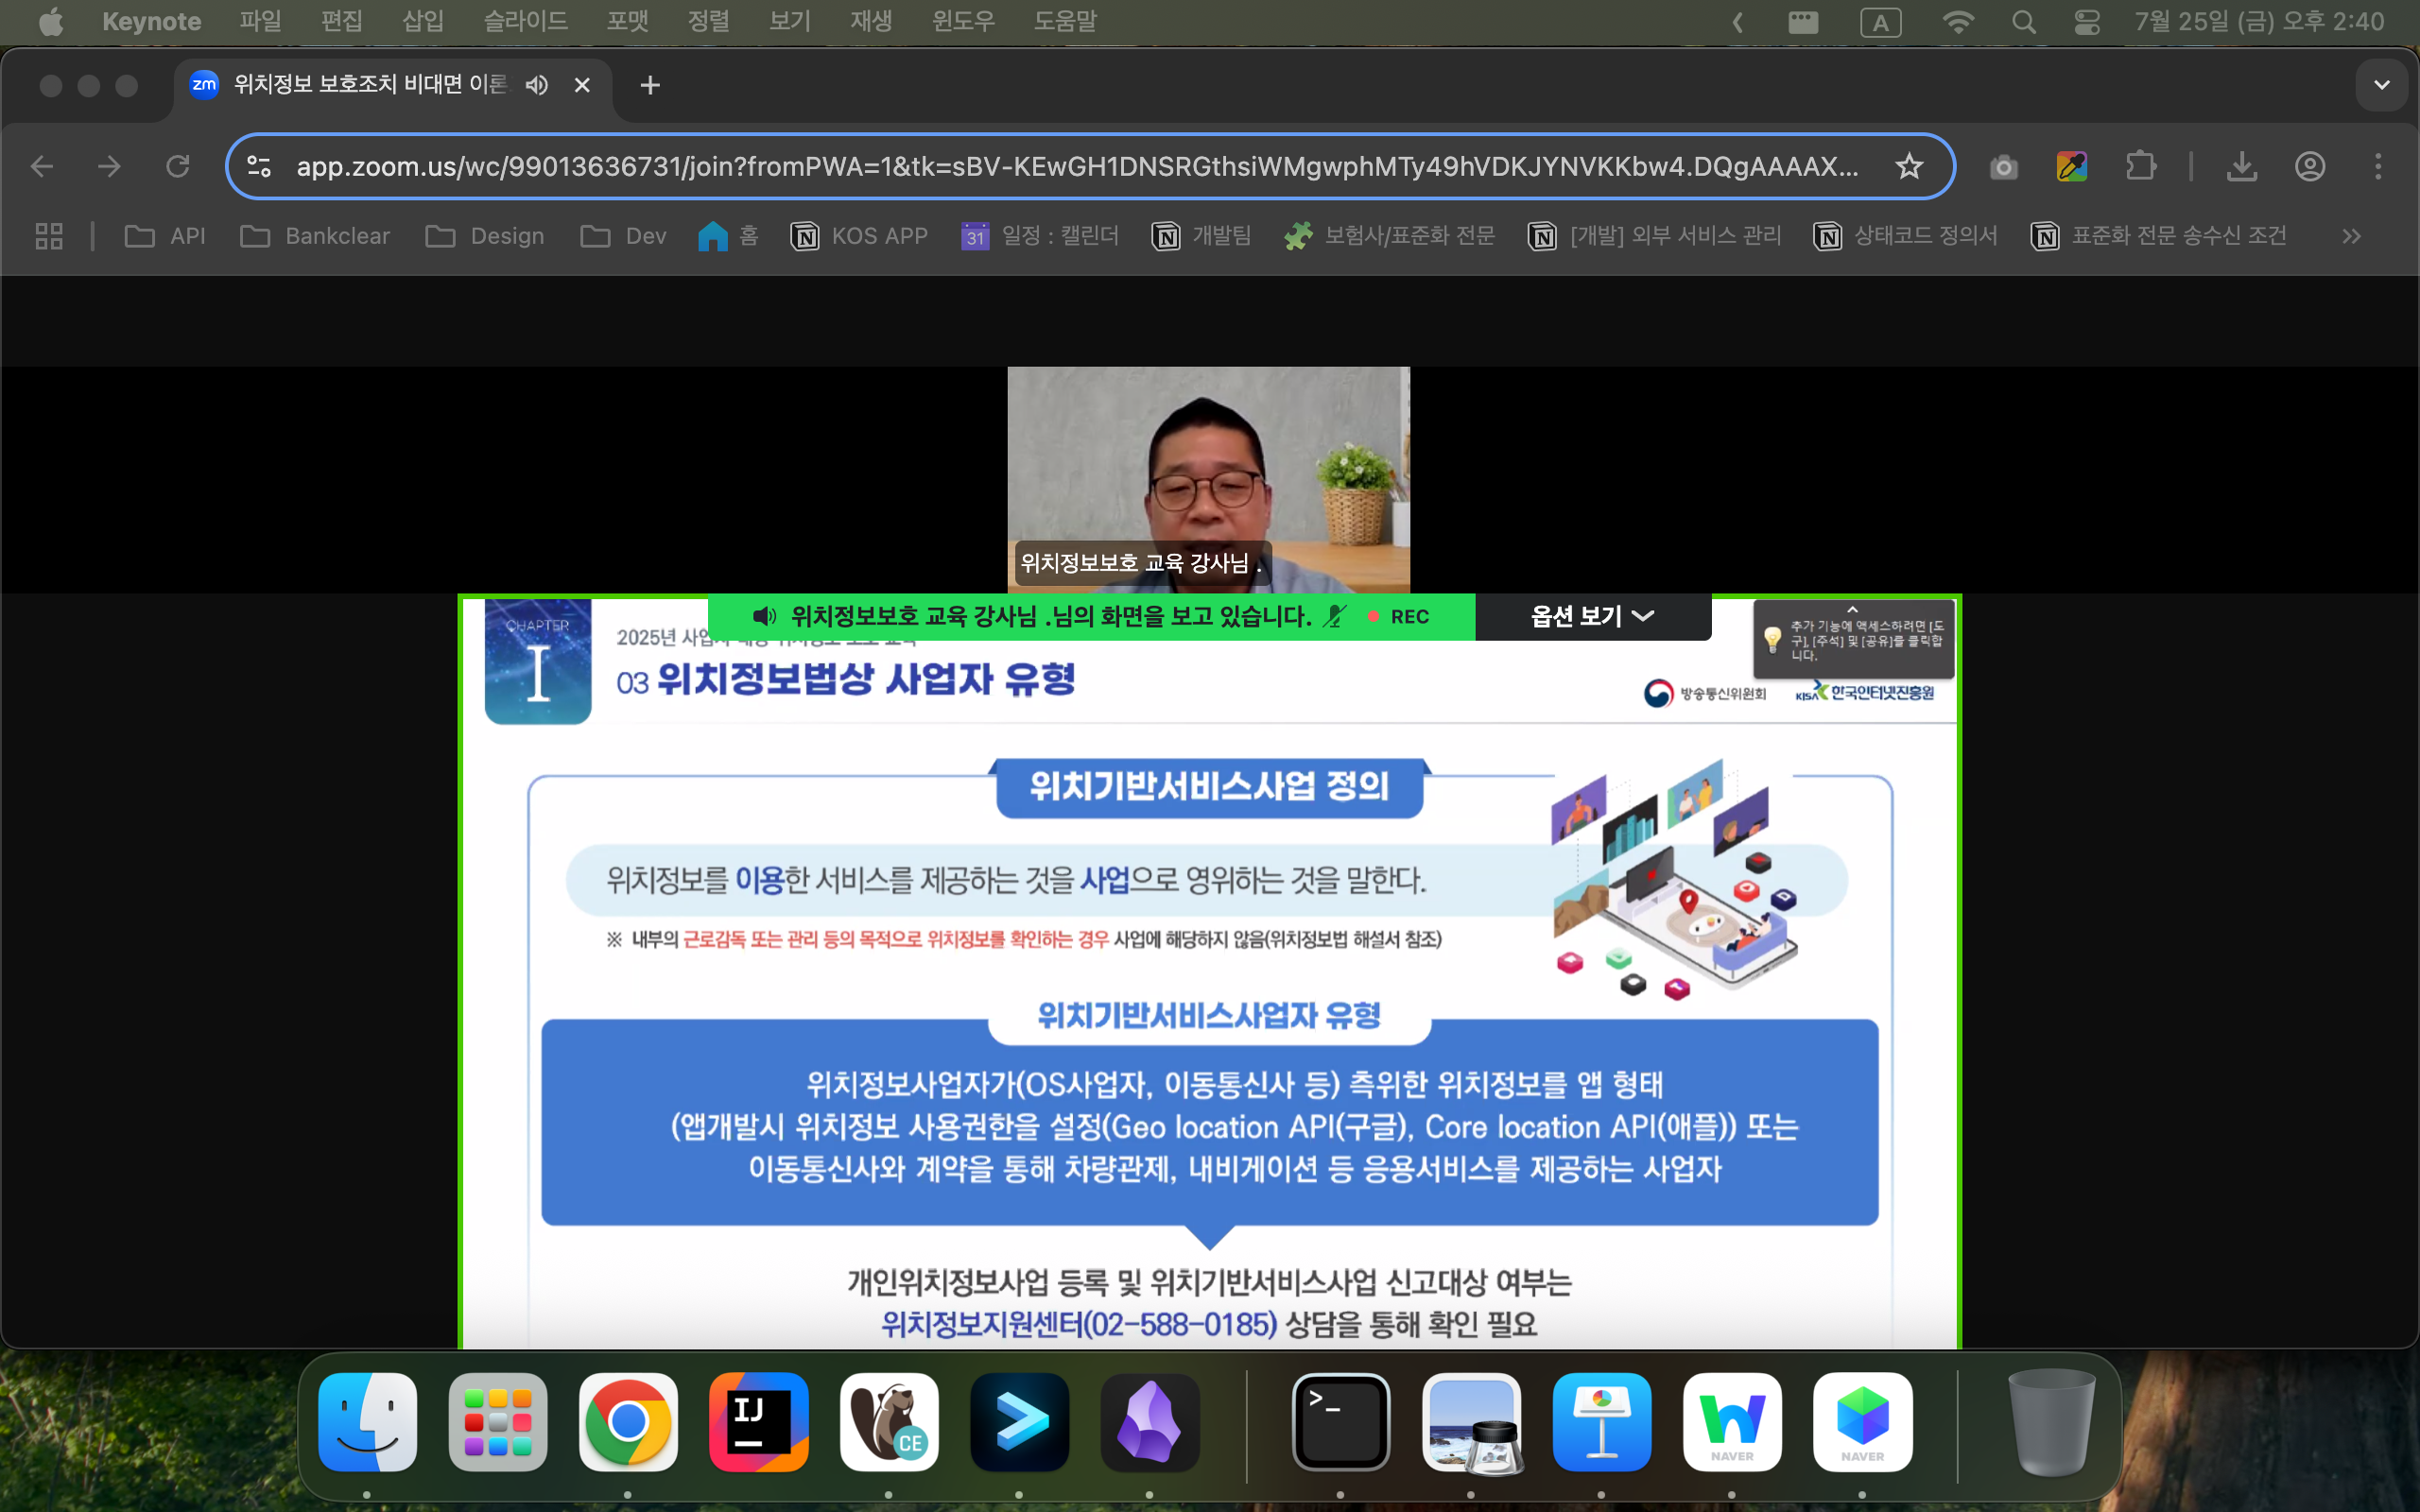 Keynote 파일 편집 삽입 슬라이드 포맷 정렬 보기 재생 윈도우 도움말 A 7월 25일 (금) 오후 2:40
zm 위치정보 보호조치 비대면 이론
app.zoom.us/wc/99013636731/join?fromPWA=1&tk=sBV-KEwGH1DNSRGthsiWMgwphMTy49hVDKJYNVKKbw4.DQgAAAAX...
API Bankclear Design Dev 홈 KOS APP 31 일정 : 캘린더 개발팀 보험사/표준화 전문 [개발] 외부 서비스 관리 상태코드 정의서 표준화 전문 송수신 조건
위치정보보호 교육 강사님 .
위치정보보호 교육 강사님 .님의 화면을 보고 있습니다. REC 옵션 보기
추가 기능에 액세스하려면 [도
구], [주석] 및 [공유]를 클릭합
니다.
CHAPTER
I
2025년
03 위치정보법상 사업자 유형
방송통신위원회 KISA 한국인터넷진흥원
위치기반서비스사업 정의
위치정보를 이용한 서비스를 제공하는 것을 사업으로 영위하는 것을 말한다.
※ 내부의 근로감독 또는 관리 등의 목적으로 위치정보를 확인하는 경우 사업에 해당하지 않음(위치정보법 해설서 참조)
위치기반서비스사업자 유형
위치정보사업자가(OS사업자, 이동통신사 등) 측위한 위치정보를 앱 형태
(앱개발시 위치정보 사용권한을 설정(Geo location API(구글), Core location API(애플)) 또는
이동통신사와 계약을 통해 차량관제, 내비게이션 등 응용서비스를 제공하는 사업자
개인위치정보사업 등록 및 위치기반서비스사업 신고대상 여부는
위치정보지원센터(02-588-0185) 상담을 통해 확인 필요
IJ CE >_ NAVER NAVER